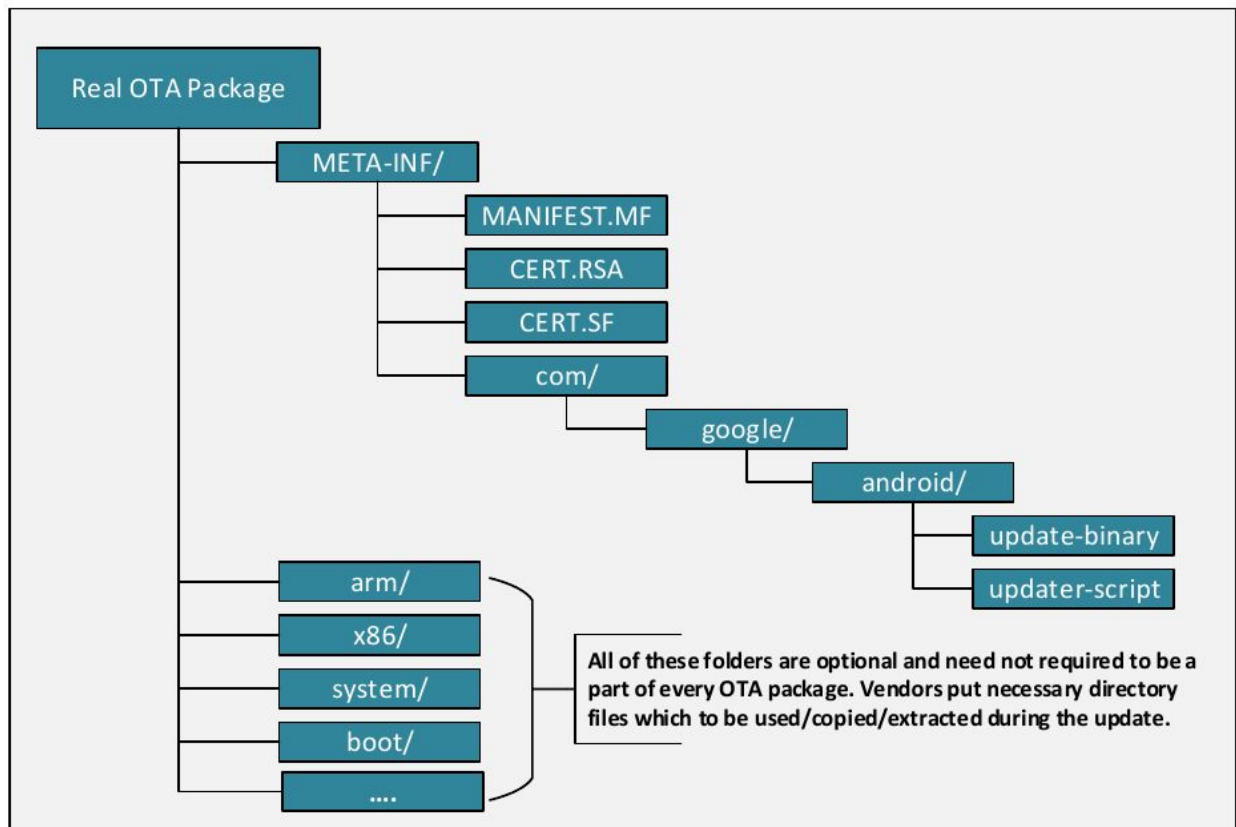 Real OTA Package
META-INF/
MANIFEST.MF
CERT.RSA
CERT.SF
com/
google/
android/
update-binary
updater-script
arm/
x86/
system/
boot/
....
All of these folders are optional and need not required to be a
part of every OTA package. Vendors put necessary directory
files which to be used/copied/extracted during the update.